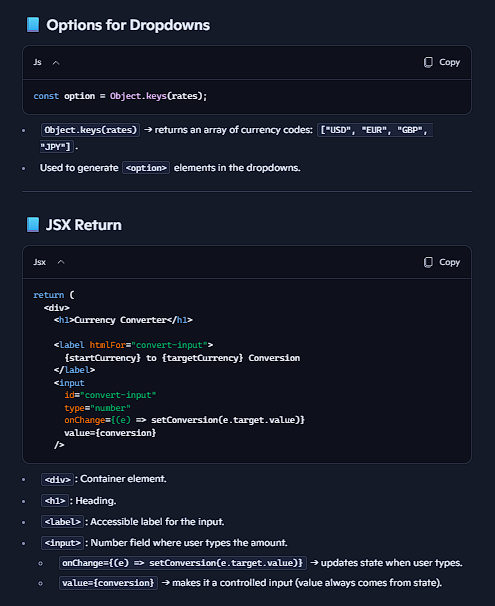 Options for Dropdowns
Js
Copy
const option = Object.keys(rates);
Object.keys(rates) → returns an array of currency codes: ["USD", "EUR", "GBP",
"JPY"] .
Used to generate <option> elements in the dropdowns.
JSX Return
Jsx
Copy
return (
<div>
<h1>Currency Converter</h1>
<label htmlFor="convert-input">
{startCurrency} to {targetCurrency} Conversion
</label>
<input
id="convert-input"
type="number"
onChange={(e) => setConversion(e.target.value)}
value={conversion}
/>
<div> : Container element.
<h1> : Heading.
<label> : Accessible label for the input.
<input> : Number field where user types the amount.
onChange={(e) => setConversion(e.target.value)} → updates state when user types.
value={conversion} → makes it a controlled input (value always comes from state).